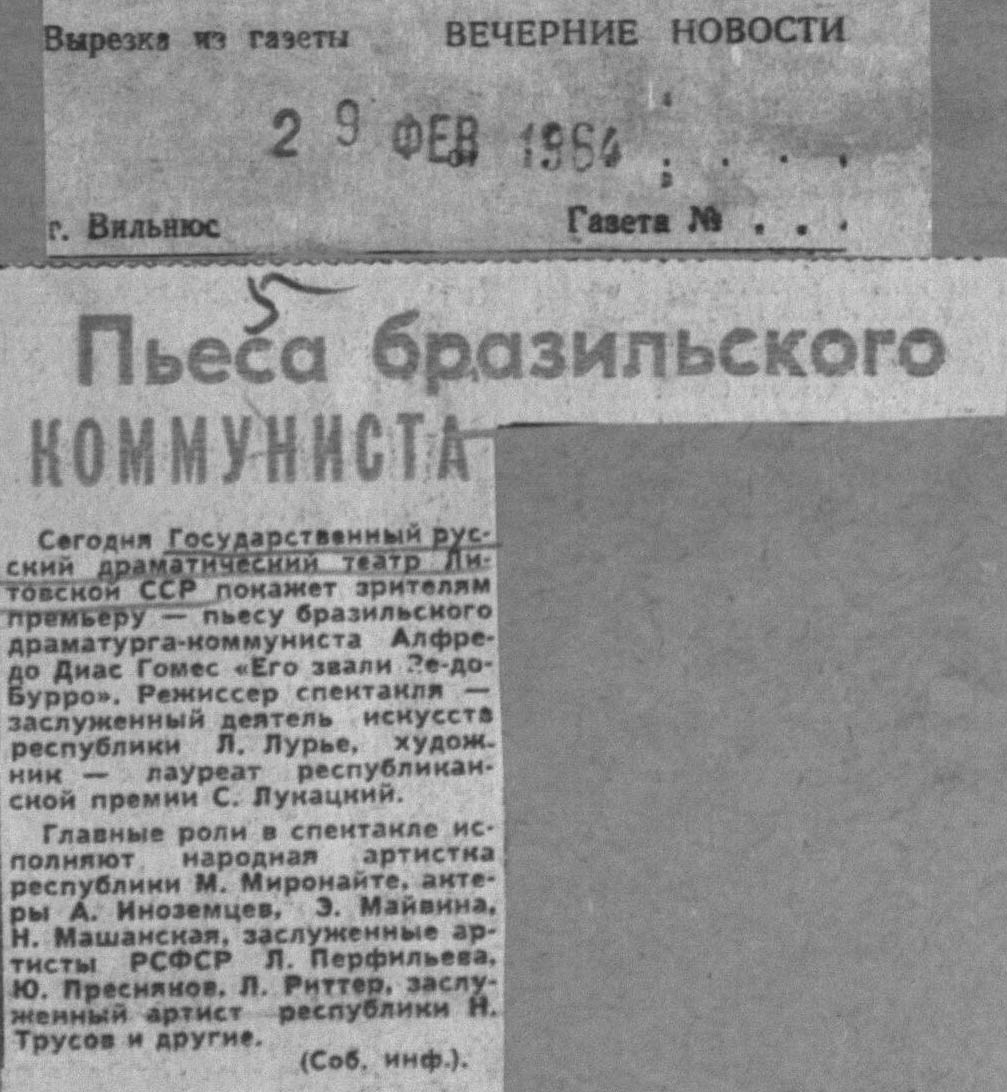 Вырезка из газеты ВЕЧЕРНИЕ НОВОСТИ
29 ФЕВ 1964
г. Вильнюс Газета № . . .
5
Пьеса бразильского
КОММУНИСТА
Сегодня Государственный рус-
ский драматический театр Ли-
товской ССР покажет зрителям
премьеру — пьесу бразильского
драматурга-коммуниста Алфре-
до Диас Гомес «Его звали Зе-до-
Бурро». Режиссер спектакля —
заслуженный деятель искусств
республики Л. Лурье, худож-
ник — лауреат республикан-
ской премии С. Лукацкий.
Главные роли в спектакле ис-
полняют народная артистка
республики М. Миронайте, акте-
ры А. Иноземцев, Э. Майвина,
Н. Машанская, заслуженные ар-
тисты РСФСР Л. Перфильева,
Ю. Пресняков, Л. Риттер, заслу-
женный артист республики Н.
Трусов и другие.
(Соб. инф.).